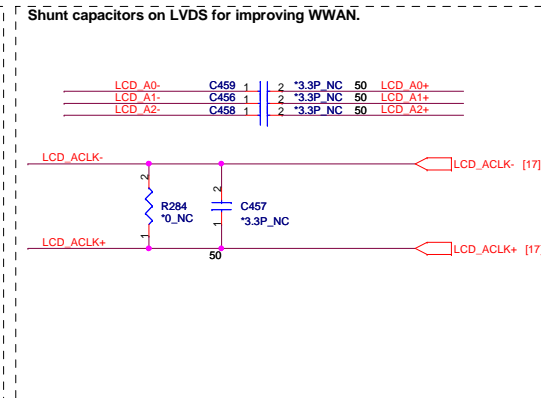 Shunt capacitors on LVDS for improving WWAN.
LCD_A0- C459 1 2 *3.3P_NC 50 LCD_A0+
LCD_A1- C456 1 2 *3.3P_NC 50 LCD_A1+
LCD_A2- C458 1 2 *3.3P_NC 50 LCD_A2+
LCD_ACLK- LCD_ACLK- [17]
2 2
R284 C457
*0_NC *3.3P_NC
1 1
LCD_ACLK+ 50 LCD_ACLK+ [17